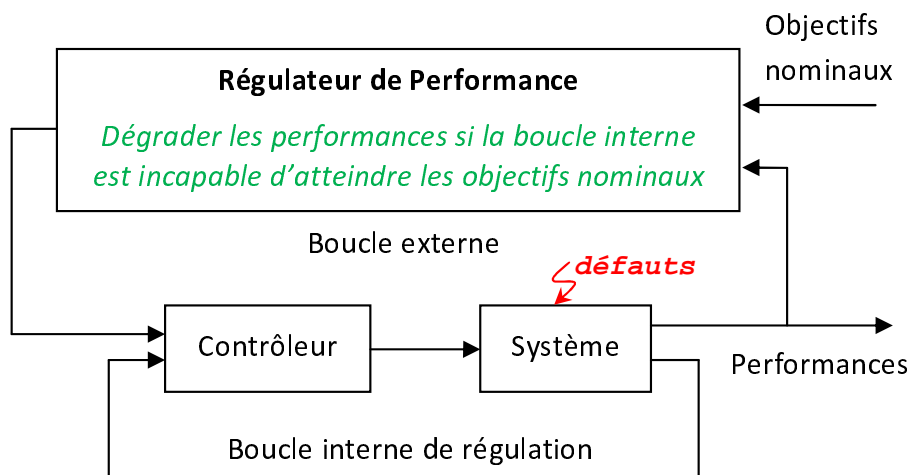 Objectifs
nominaux
Régulateur de Performance
Dégrader les performances si la boucle interne
est incapable d'atteindre les objectifs nominaux
Boucle externe
défauts
Contrôleur
Système
Performances
Boucle interne de régulation